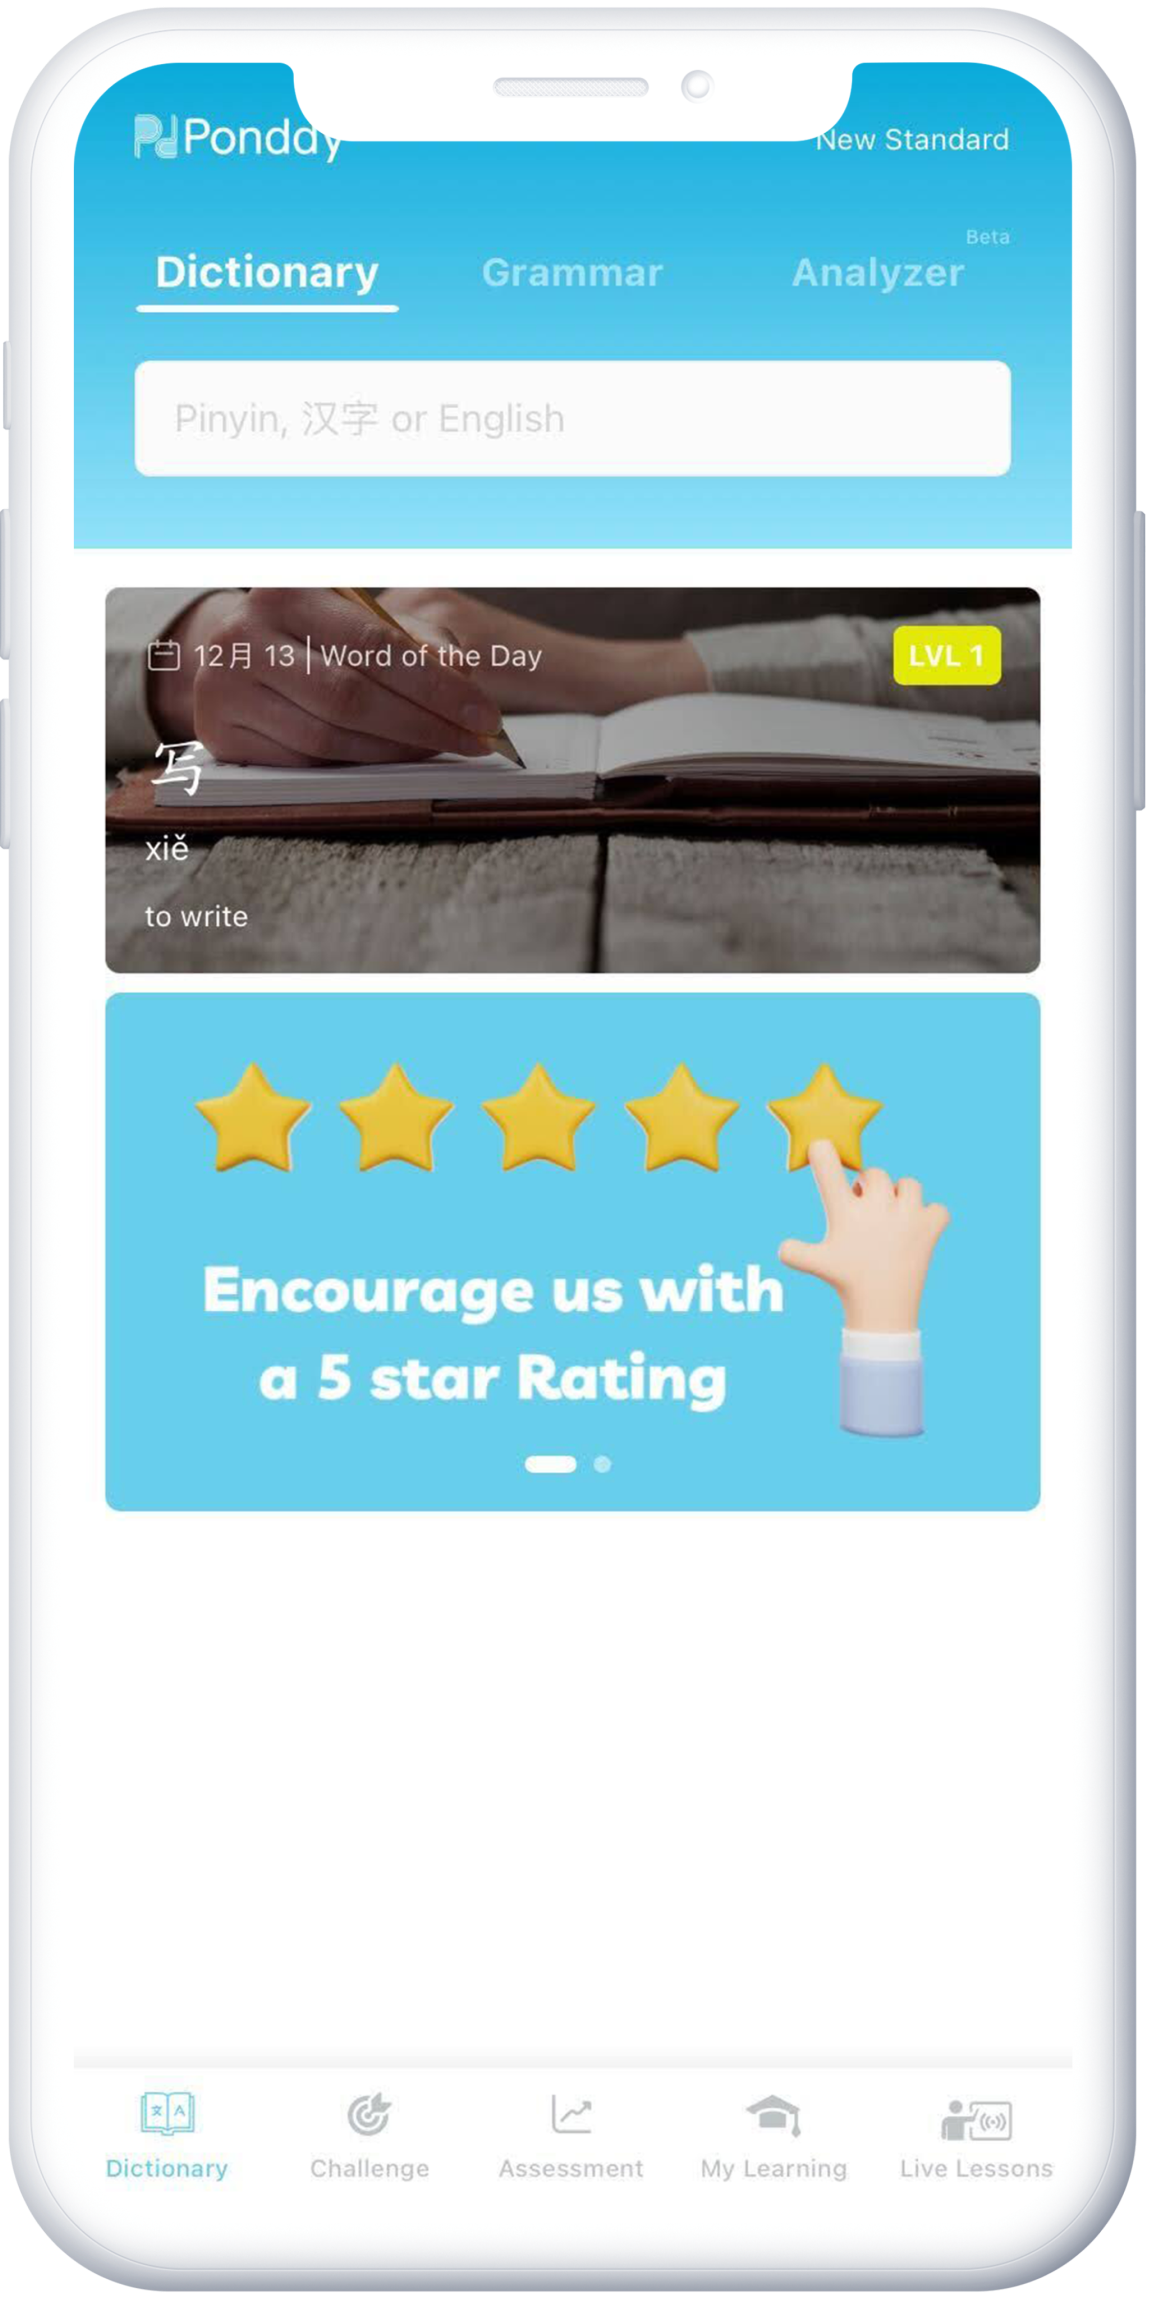 Ponddy
New Standard
Beta
Dictionary
Grammar
Analyzer
Pinyin, 汉字 or English
12月 13 | Word of the Day
LVL 1
写
xiě
to write
Encourage us with
a 5 star Rating
文 A
Dictionary
Challenge
Assessment
My Learning
Live Lessons